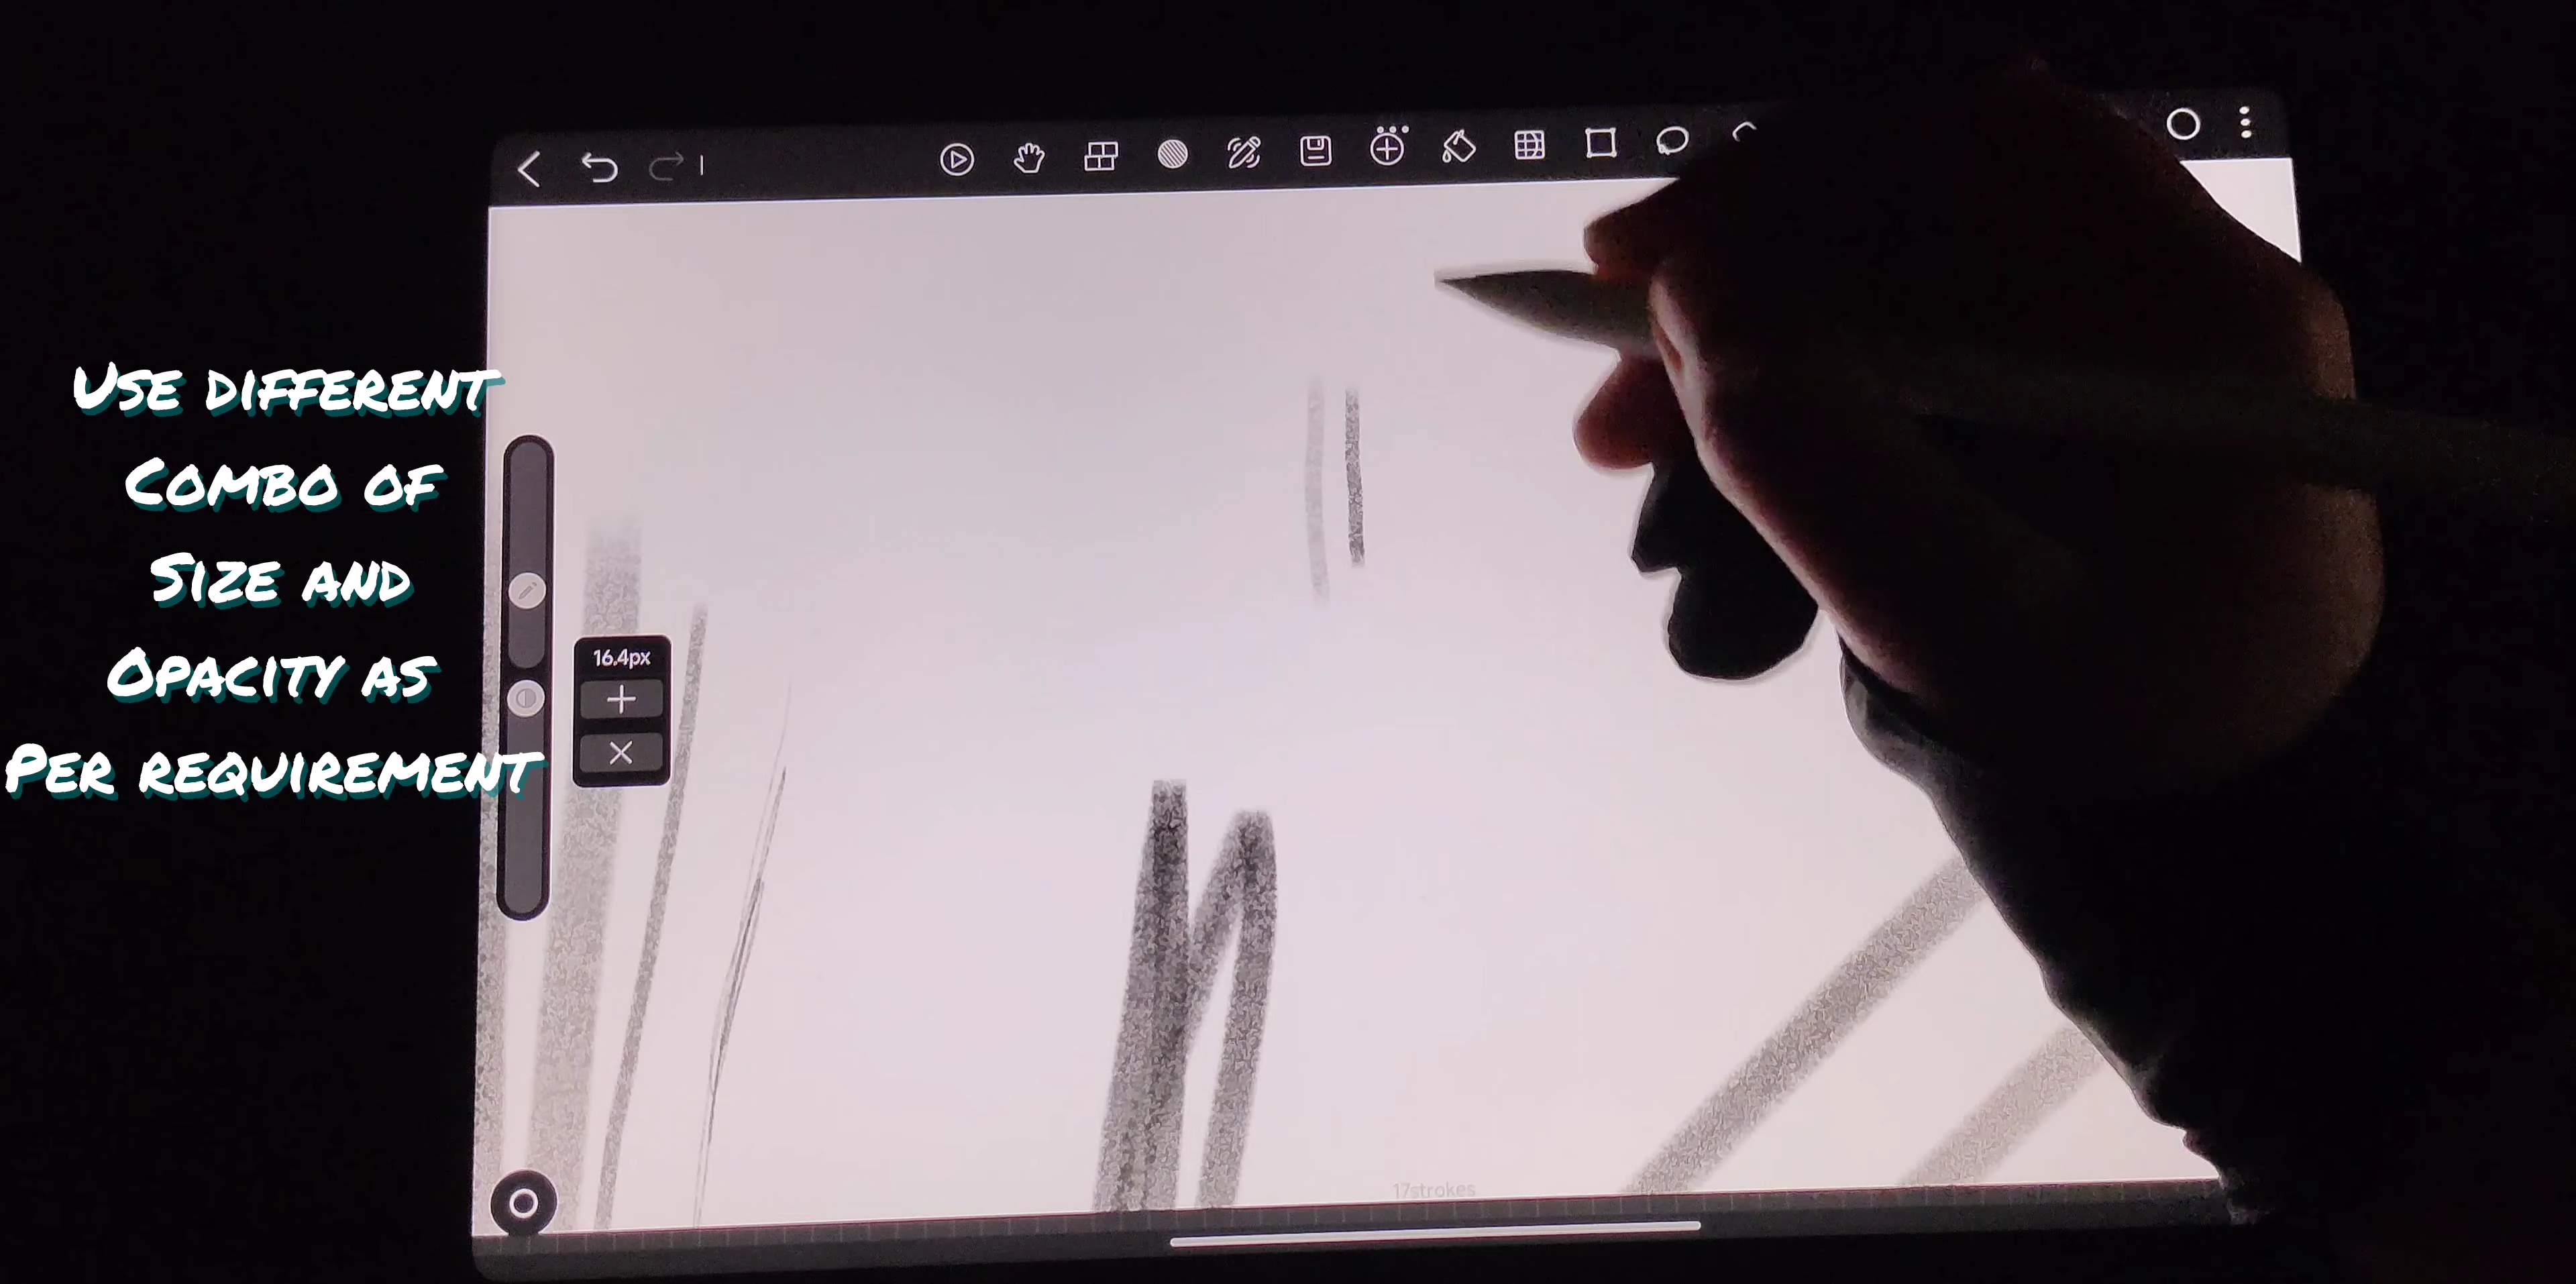 Use different
Combo of
Size and
Opacity as
Per requirement
16.4px
17strokes